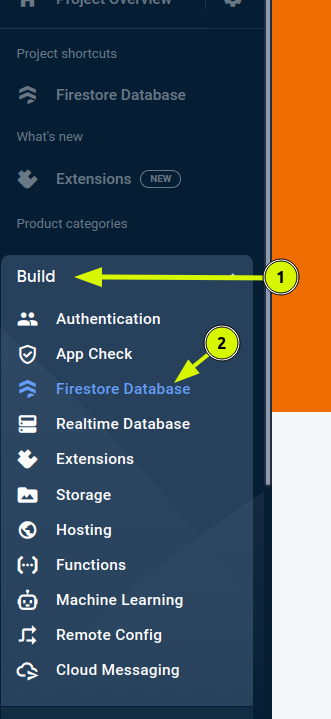 Project Overview
Project shortcuts
Firestore Database
What's new
Extensions NEW
Product categories
Build 1
Authentication
2
App Check
Firestore Database
Realtime Database
Extensions
Storage
Hosting
Functions
Machine Learning
Remote Config
Cloud Messaging